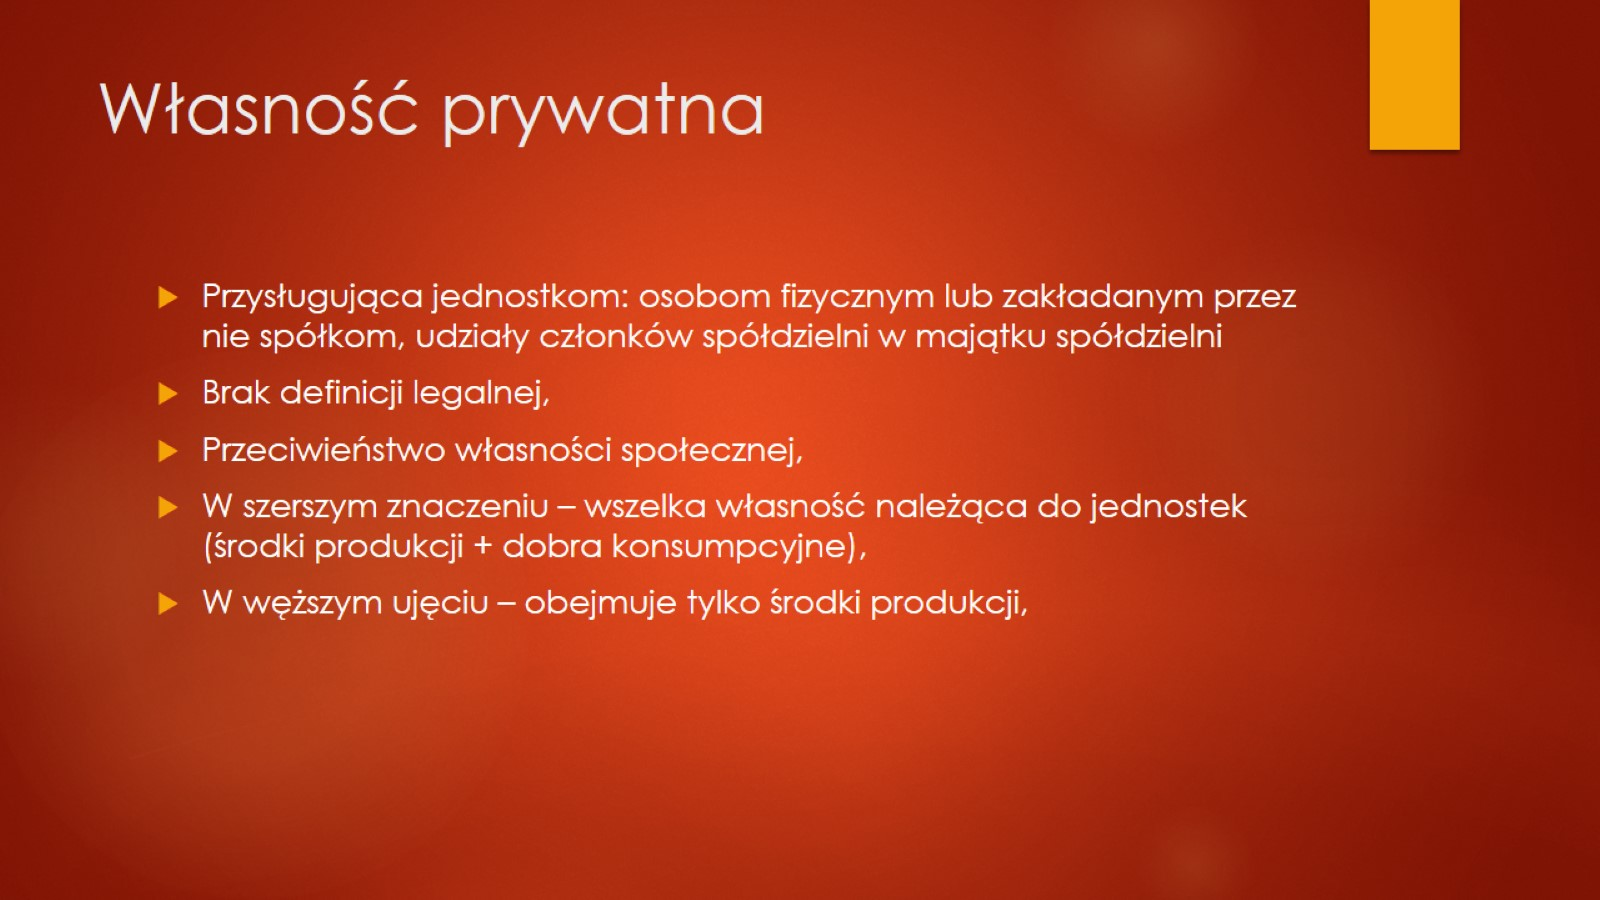 Własność prywatna
Przysługująca jednostkom: osobom fizycznym lub zakładanym przez
nie spółkom, udziały członków spółdzielni w majątku spółdzielni
Brak definicji legalnej,
Przeciwieństwo własności społecznej,
W szerszym znaczeniu – wszelka własność należąca do jednostek
(środki produkcji + dobra konsumpcyjne),
W węższym ujęciu – obejmuje tylko środki produkcji,